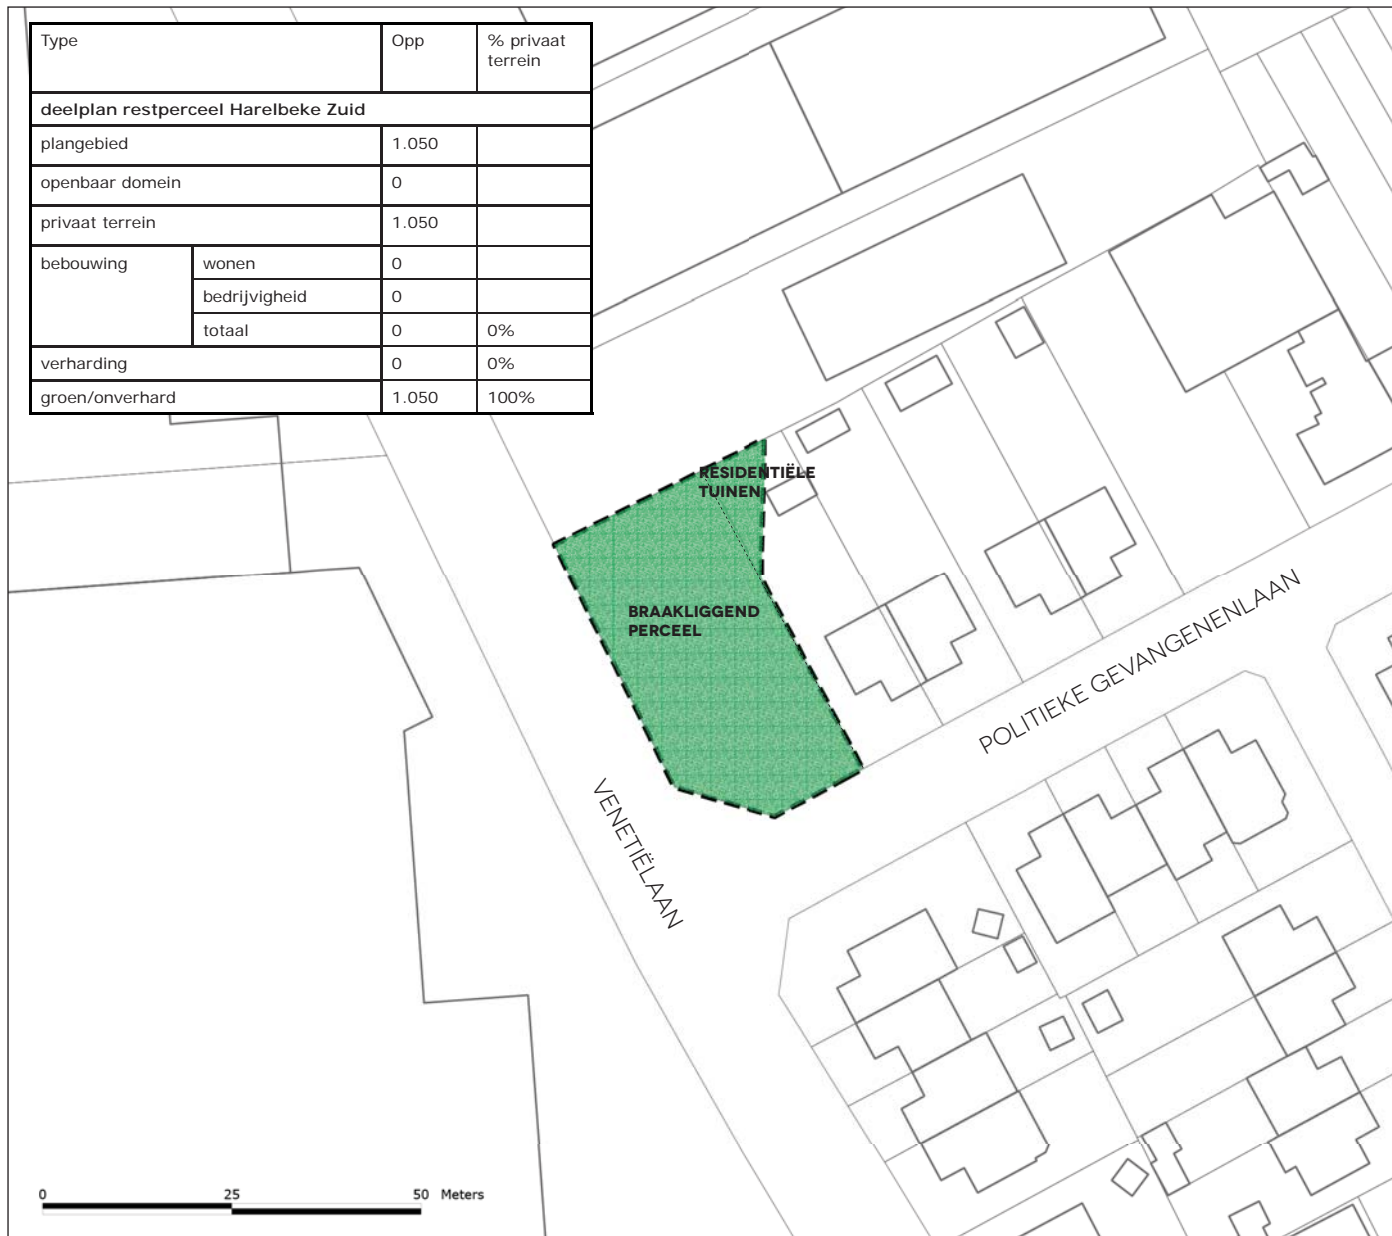 Type Opp % privaat
terrein
deelplan restperceel Harelbeke Zuid
plangebied 1.050
openbaar domein 0
privaat terrein 1.050
bebouwing wonen 0
bedrijvigheid 0
totaal 0 0%
verharding 0 0%
groen/onverhard 1.050 100%
RESIDENTIËLE
TUINEN
BRAAKLIGGEND
PERCEEL
POLITIEKE GEVANGENENLAAN
VENETIËLAAN
0 25 50 Meters